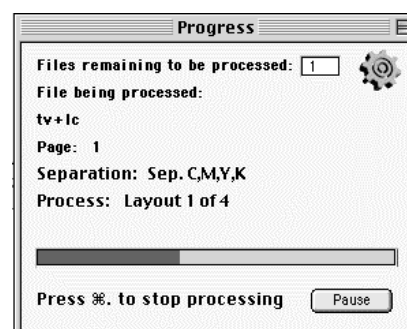 Progress
Files remaining to be processed: 1
File being processed:
tv+lc
Page: 1
Separation: Sep. C,M,Y,K
Process: Layout 1 of 4
Press ⌘. to stop processing Pause